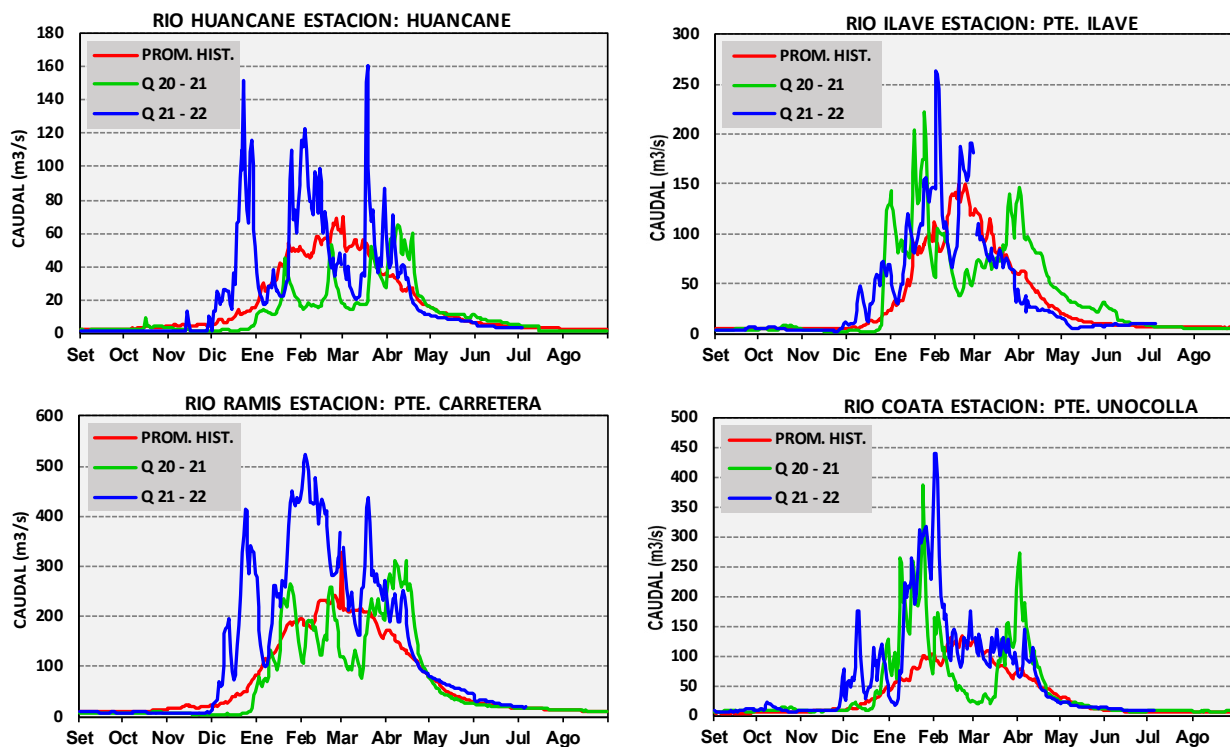 RIO HUANCANE ESTACION: HUANCANE
CAUDAL (m3/s)
180
160
140
120
100
80
60
40
20
0
PROM. HIST.
Q 20 - 21
Q 21 - 22
Set Oct Nov Dic Ene Feb Mar Abr May Jun Jul Ago
RIO ILAVE ESTACION: PTE. ILAVE
CAUDAL (m3/s)
300
250
200
150
100
50
0
PROM. HIST.
Q 20 - 21
Q 21 - 22
Set Oct Nov Dic Ene Feb Mar Abr May Jun Jul Ago
RIO RAMIS ESTACION: PTE. CARRETERA
CAUDAL (m3/s)
600
500
400
300
200
100
0
PROM. HIST.
Q 20 - 21
Q 21 - 22
Set Oct Nov Dic Ene Feb Mar Abr May Jun Jul Ago
RIO COATA ESTACION: PTE. UNOCOLLA
CAUDAL (m3/s)
500
450
400
350
300
250
200
150
100
50
0
PROM. HIST.
Q 20 - 21
Q 21 - 22
Set Oct Nov Dic Ene Feb Mar Abr May Jun Jul Ago